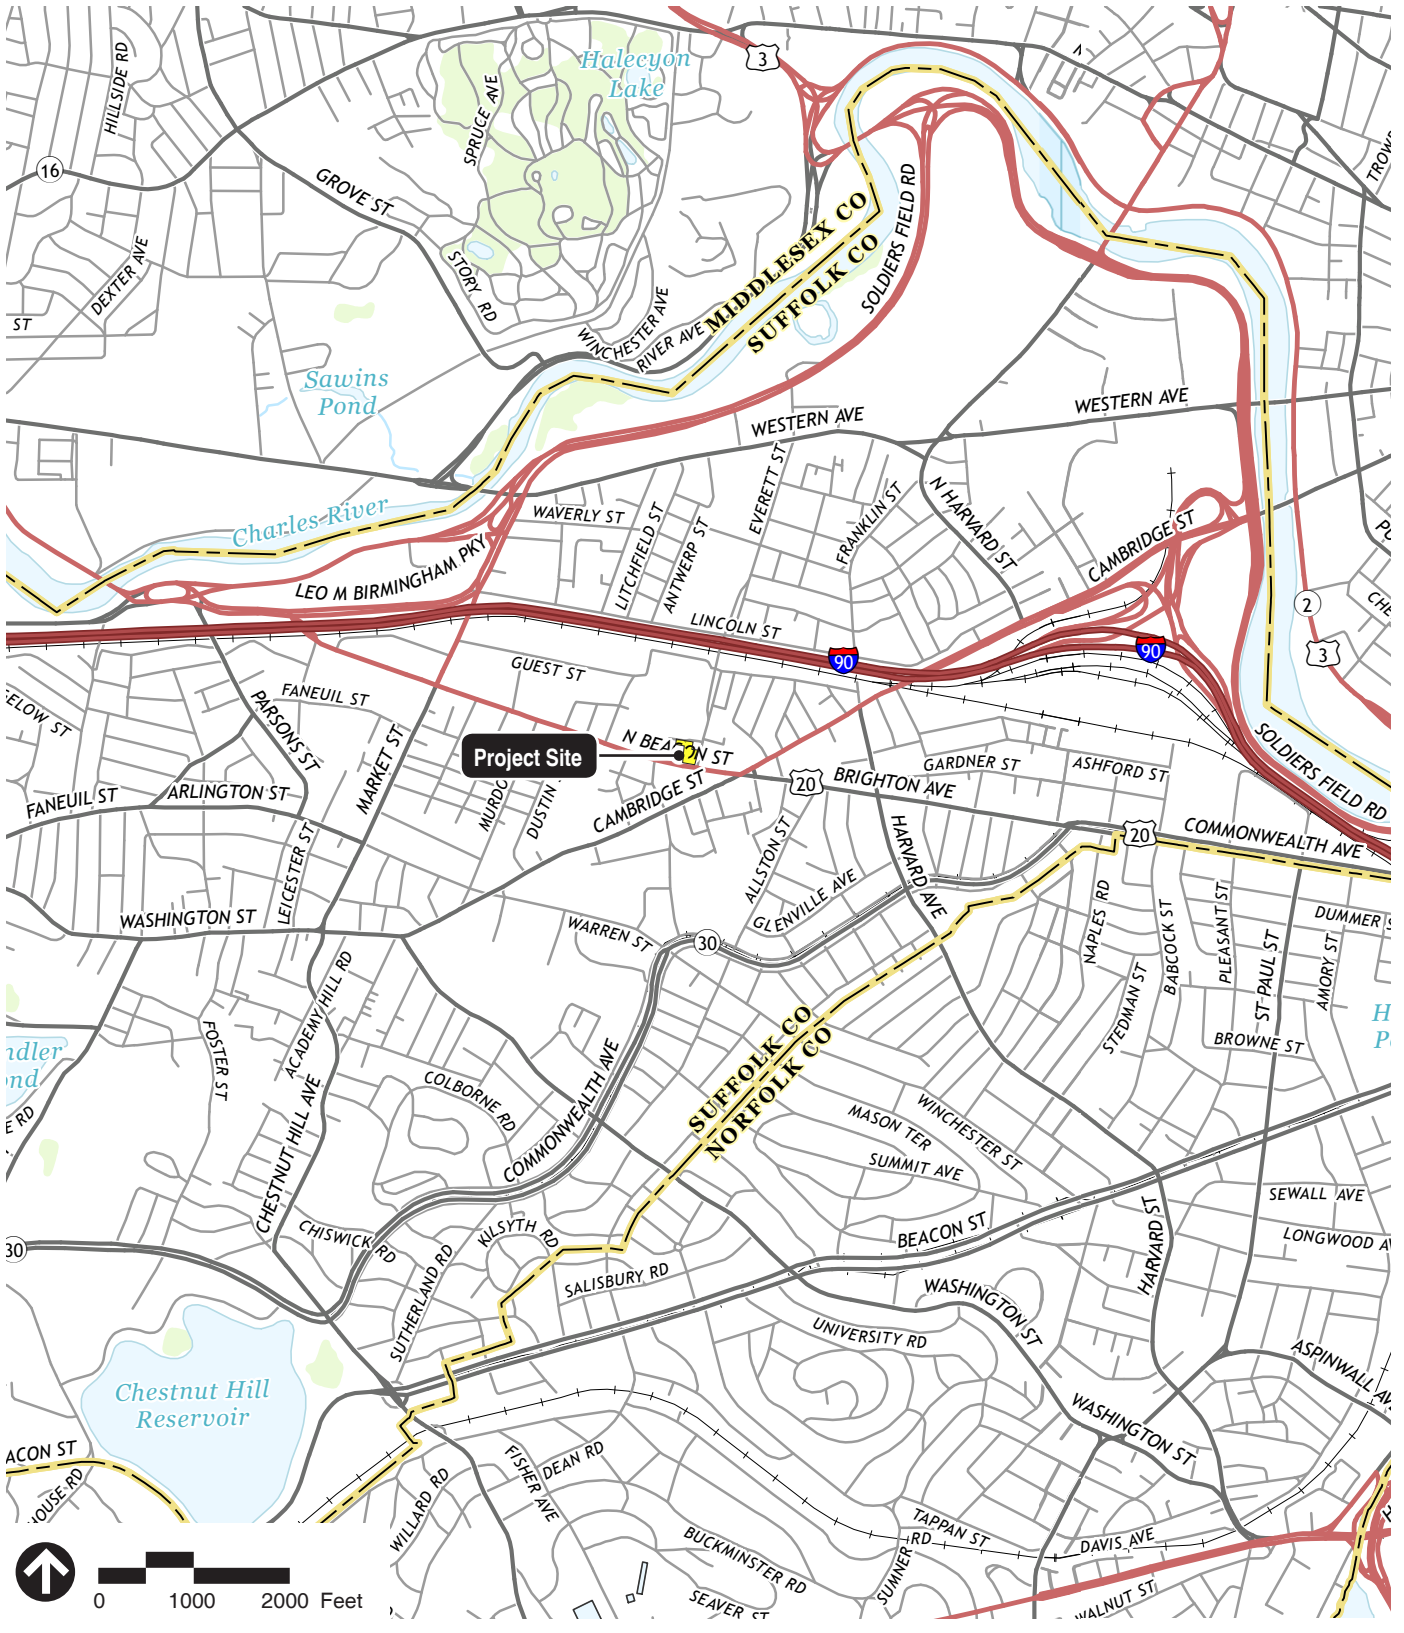 3
Halecyon
Lake
HILLSIDE RD
SPRUCE AVE
16
GROVE ST
SOLDIERS FIELD RD
MIDDLESEX CO
SUFFOLK CO
DEXTER AVE
STORY RD
WINCHESTER AVE
RIVER AVE
ST
Sawins
Pond
WESTERN AVE
WESTERN AVE
Charles River
WAVERLY ST
LITCHFIELD ST
ANTWERP ST
EVERETT ST
FRANKLIN ST
N HARVARD ST
CAMBRIDGE ST
LEO M BIRMINGHAM PKY
LINCOLN ST
90
90
2
3
GUEST ST
FANEUIL ST
PARSONS ST
MARKET ST
N BEACON ST
Project Site
CAMBRIDGE ST
DUSTIN
20
BRIGHTON AVE
GARDNER ST
ASHFORD ST
SOLDIERS FIELD RD
FANEUIL ST
ARLINGTON ST
LEICESTER ST
ALLSTON ST
HARVARD AVE
20
COMMONWEALTH AVE
GLENVILLE AVE
WASHINGTON ST
WARREN ST
30
NAPLES RD
BABCOCK ST
PLEASANT ST
ST PAUL ST
AMORY ST
DUMMER S
STEDMAN ST
BROWNE ST
ACADEMY HILL RD
FOSTER ST
CHESTNUT HILL AVE
COLBORNE RD
COMMONWEALTH AVE
SUFFOLK CO
NORFOLK CO
MASON TER
WINCHESTER ST
SUMMIT AVE
SEWALL AVE
LONGWOOD AV
HARVARD ST
BEACON ST
30
CHISWICK RD
KILSYTH RD
SUTHERLAND RD
SALISBURY RD
WASHINGTON ST
UNIVERSITY RD
ASPINWALL AV
WASHINGTON ST
Chestnut Hill
Reservoir
ACON ST
HOUSE RD
WILLARD RD
FISHER AVE
DEAN RD
BUCKMINSTER RD
SEAVER ST
SUMNER RD
TAPPAN ST
DAVIS AVE
WALNUT ST
0 1000 2000 Feet